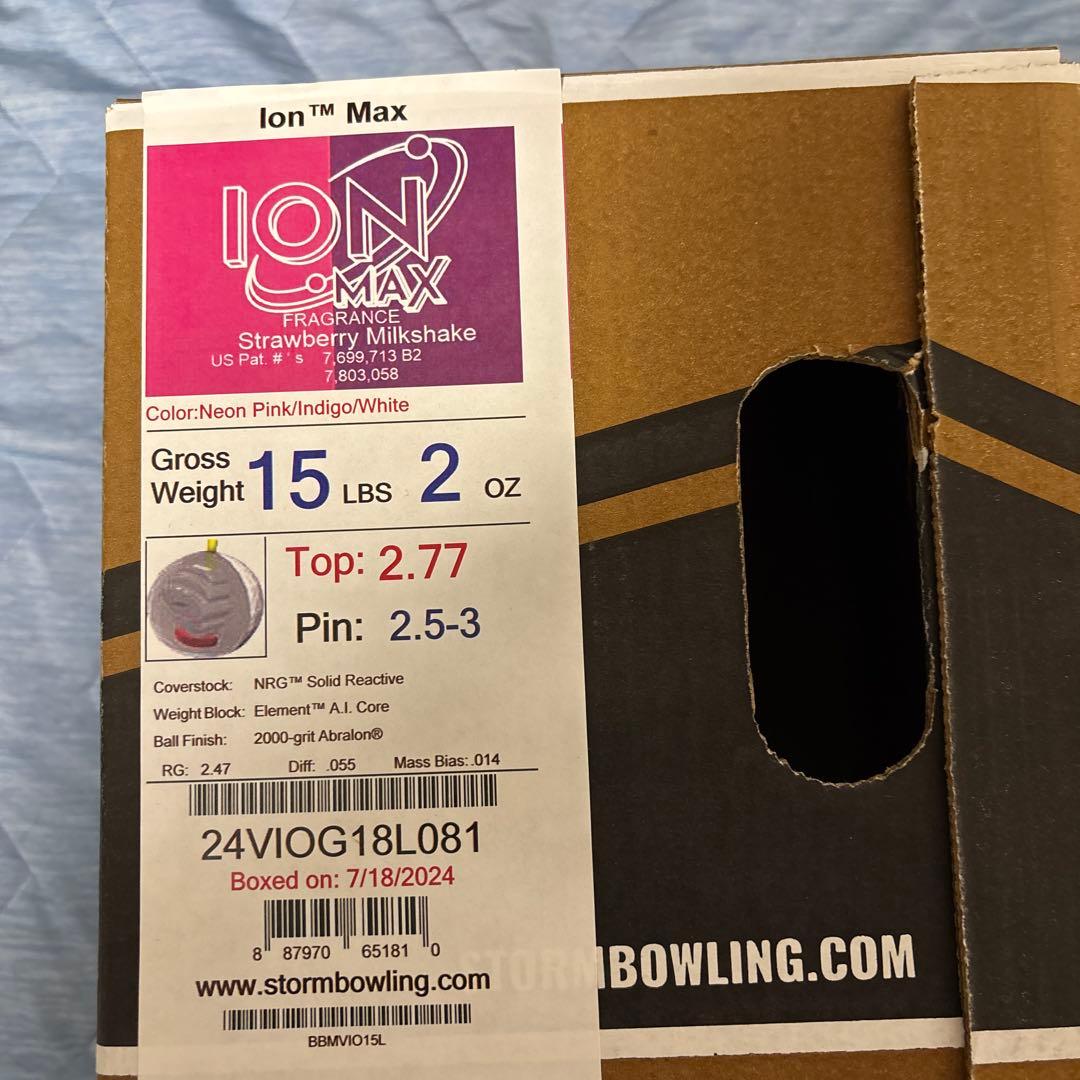 Ion™ Max
ION
MAX
FRAGRANCE
Strawberry Milkshake
US Pat. # ' s 7,699,713 B2
7,803,058
Color:Neon Pink/Indigo/White
Gross Weight 15 LBS 2 OZ
Top: 2.77
Pin: 2.5-3
Coverstock: NRG™ Solid Reactive
Weight Block: Element™ A.I. Core
Ball Finish: 2000-grit Abralon®
RG: 2.47 Diff: .055 Mass Bias:.014
24VIOG18L081
Boxed on: 7/18/2024
8 87970 65181 0
www.stormbowling.com
BBMVIO15L
STORMBOWLING.COM